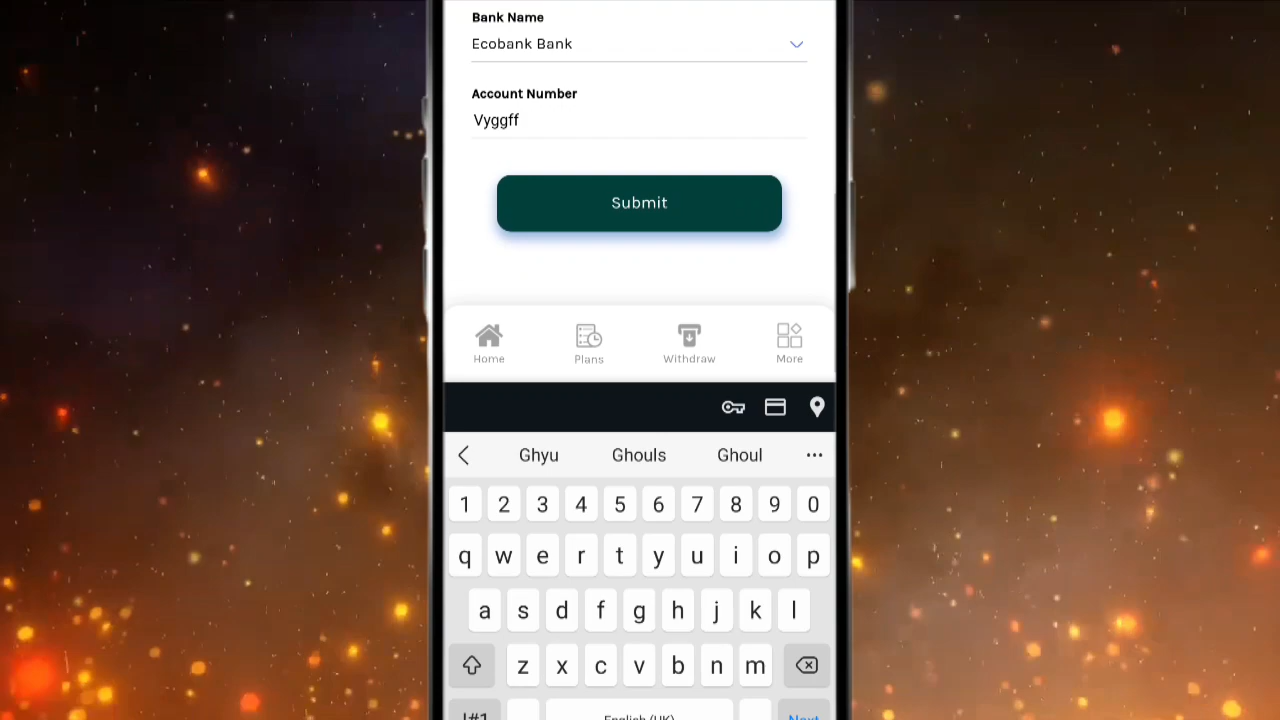 Bank Name
Ecobank Bank
Account Number
Vyggff
Submit
Home Plans Withdraw More
Ghyu Ghouls Ghoul ...
1 2 3 4 5 6 7 8 9 0
q w e r t y u i o p
a s d f g h j k l
z x c v b n m
!#1 English (UK) Next